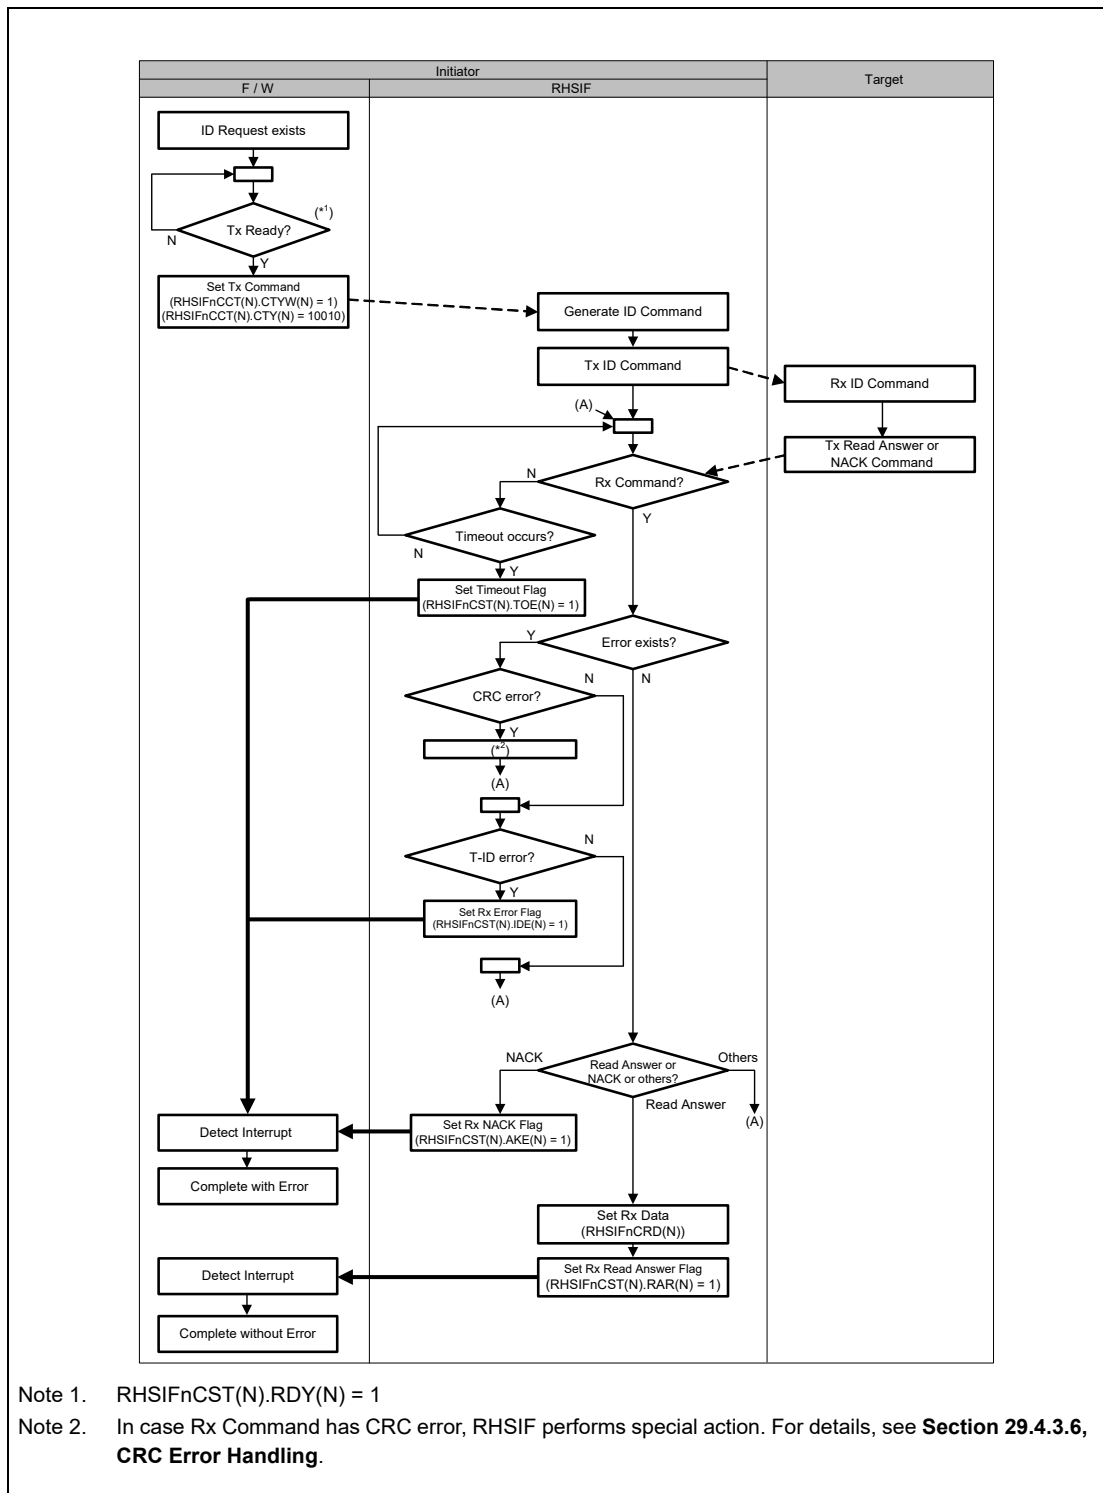 Initiator
Target
F / W
RHSIF
ID Request exists
Tx Ready?
(*1)
N
Y
Set Tx Command
(RHSIFnCCT(N).CTYW(N) = 1)
(RHSIFnCCT(N).CTY(N) = 10010)
Generate ID Command
Tx ID Command
Rx ID Command
(A)
Tx Read Answer or
NACK Command
Rx Command?
N
Y
Timeout occurs?
N
Y
Set Timeout Flag
(RHSIFnCST(N).TOE(N) = 1)
Error exists?
Y
N
CRC error?
N
Y
(*2)
(A)
T-ID error?
N
Y
Set Rx Error Flag
(RHSIFnCST(N).IDE(N) = 1)
(A)
NACK
Read Answer or
NACK or others?
Others
Read Answer
(A)
Set Rx NACK Flag
(RHSIFnCST(N).AKE(N) = 1)
Detect Interrupt
Complete with Error
Set Rx Data
(RHSIFnCRD(N))
Set Rx Read Answer Flag
(RHSIFnCST(N).RAR(N) = 1)
Detect Interrupt
Complete without Error
Note 1. RHSIFnCST(N).RDY(N) = 1
Note 2. In case Rx Command has CRC error, RHSIF performs special action. For details, see Section 29.4.3.6,
CRC Error Handling.